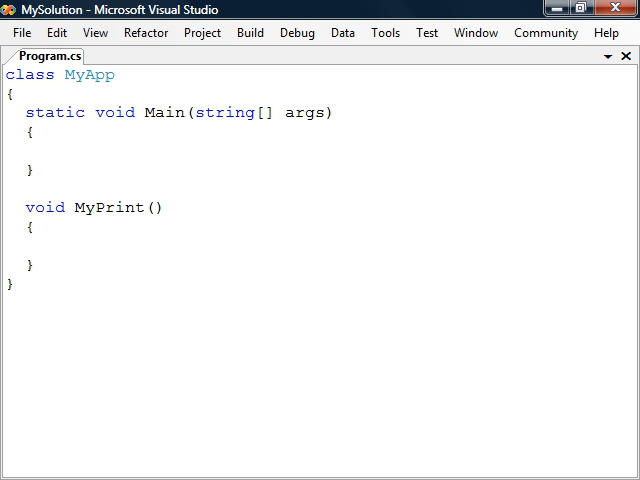 MySolution - Microsoft Visual Studio
File Edit View Refactor Project Build Debug Data Tools Test Window Community Help
Program.cs
class MyApp
{
  static void Main(string[] args)
  {

  }

  void MyPrint()
  {

  }
}